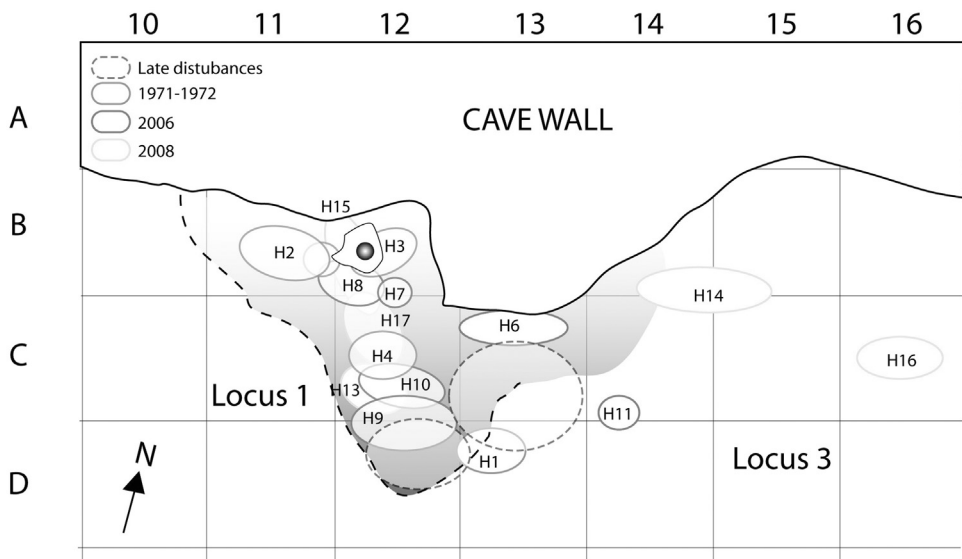 10 11 12 13 14 15 16
Late distubances
1971-1972
2006
2008
A
CAVE WALL
B
H15
H2
H3
H8
H7
H14
H17
H6
C
H4
H16
H13
H10
Locus 1
H9
H11
H1
Locus 3
N
D